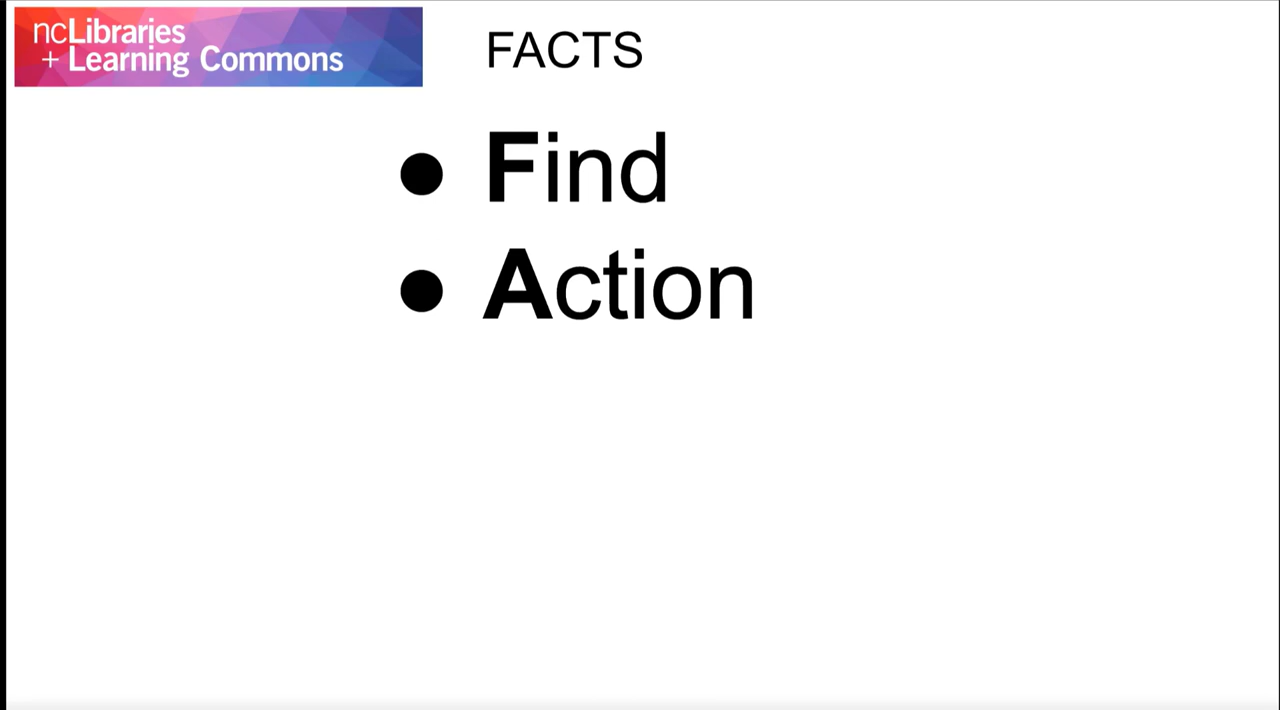 ncLibraries
+ Learning Commons
FACTS
● Find
● Action